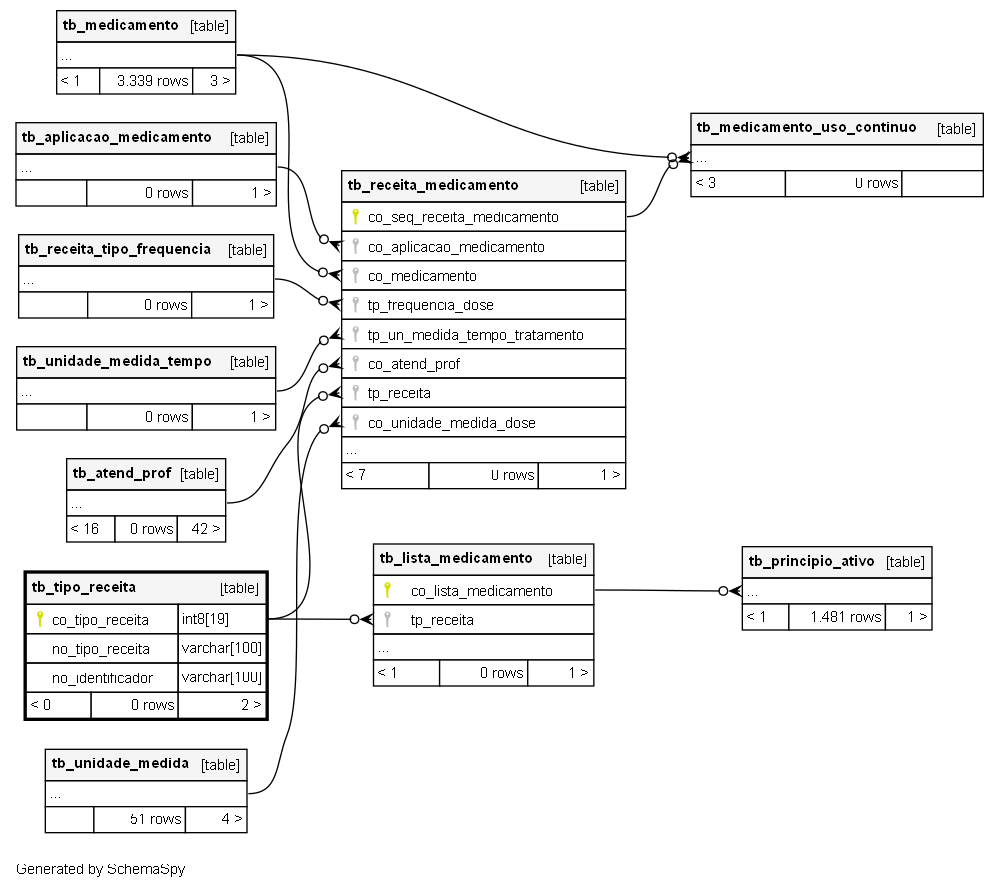 tb_medicamento [table]
...
< 1 3.339 rows 3 >
tb_aplicacao_medicamento [table]
...
0 rows 1 >
tb_receita_tipo_frequencia [table]
...
0 rows 1 >
tb_unidade_medida_tempo [table]
...
0 rows 1 >
tb_atend_prof [table]
...
< 16 0 rows 42 >
tb_tipo_receita [table]
co_tipo_receita int8[19]
no_tipo_receita varchar[100]
no_identificador varchar[100]
< 0 0 rows 2 >
tb_unidade_medida [table]
...
51 rows 4 >
tb_receita_medicamento [table]
co_seq_receita_medicamento
co_aplicacao_medicamento
co_medicamento
tp_frequencia_dose
tp_un_medida_tempo_tratamento
co_atend_prof
tp_receita
co_unidade_medida_dose
...
< 7 0 rows 1 >
tb_lista_medicamento [table]
co_lista_medicamento
tp_receita
...
< 1 0 rows 1 >
tb_medicamento_uso_continuo [table]
...
< 3 0 rows
tb_principio_ativo [table]
...
< 1 1.481 rows 1 >
Generated by SchemaSpy